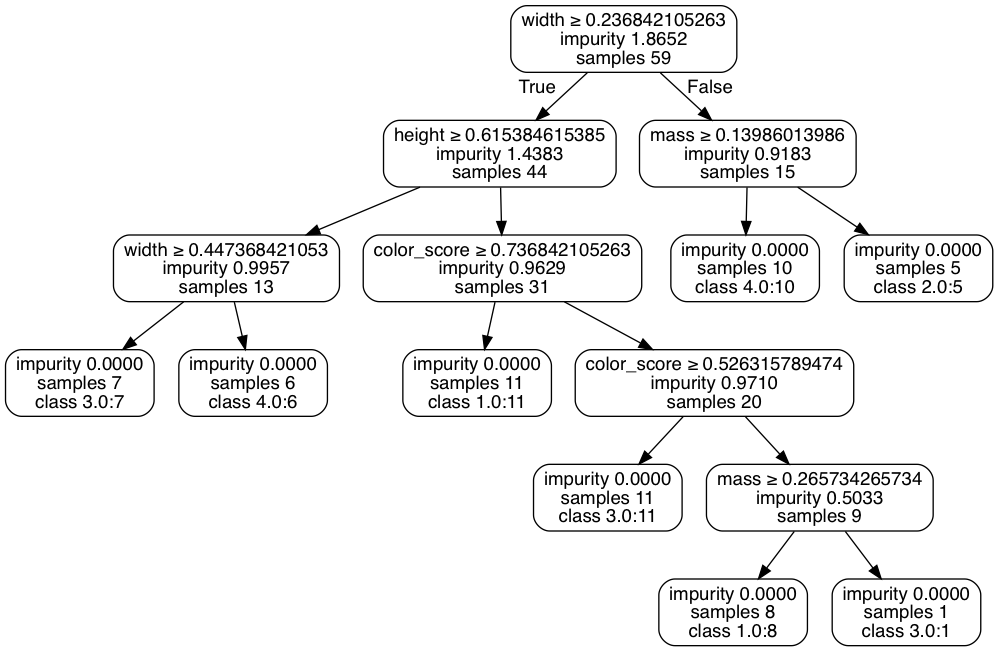 width ≥ 0.236842105263
impurity 1.8652
samples 59
True
False
height ≥ 0.615384615385
impurity 1.4383
samples 44
mass ≥ 0.13986013986
impurity 0.9183
samples 15
width ≥ 0.447368421053
impurity 0.9957
samples 13
color_score ≥ 0.736842105263
impurity 0.9629
samples 31
impurity 0.0000
samples 10
class 4.0:10
impurity 0.0000
samples 5
class 2.0:5
impurity 0.0000
samples 7
class 3.0:7
impurity 0.0000
samples 6
class 4.0:6
impurity 0.0000
samples 11
class 1.0:11
color_score ≥ 0.526315789474
impurity 0.9710
samples 20
impurity 0.0000
samples 11
class 3.0:11
mass ≥ 0.265734265734
impurity 0.5033
samples 9
impurity 0.0000
samples 8
class 1.0:8
impurity 0.0000
samples 1
class 3.0:1